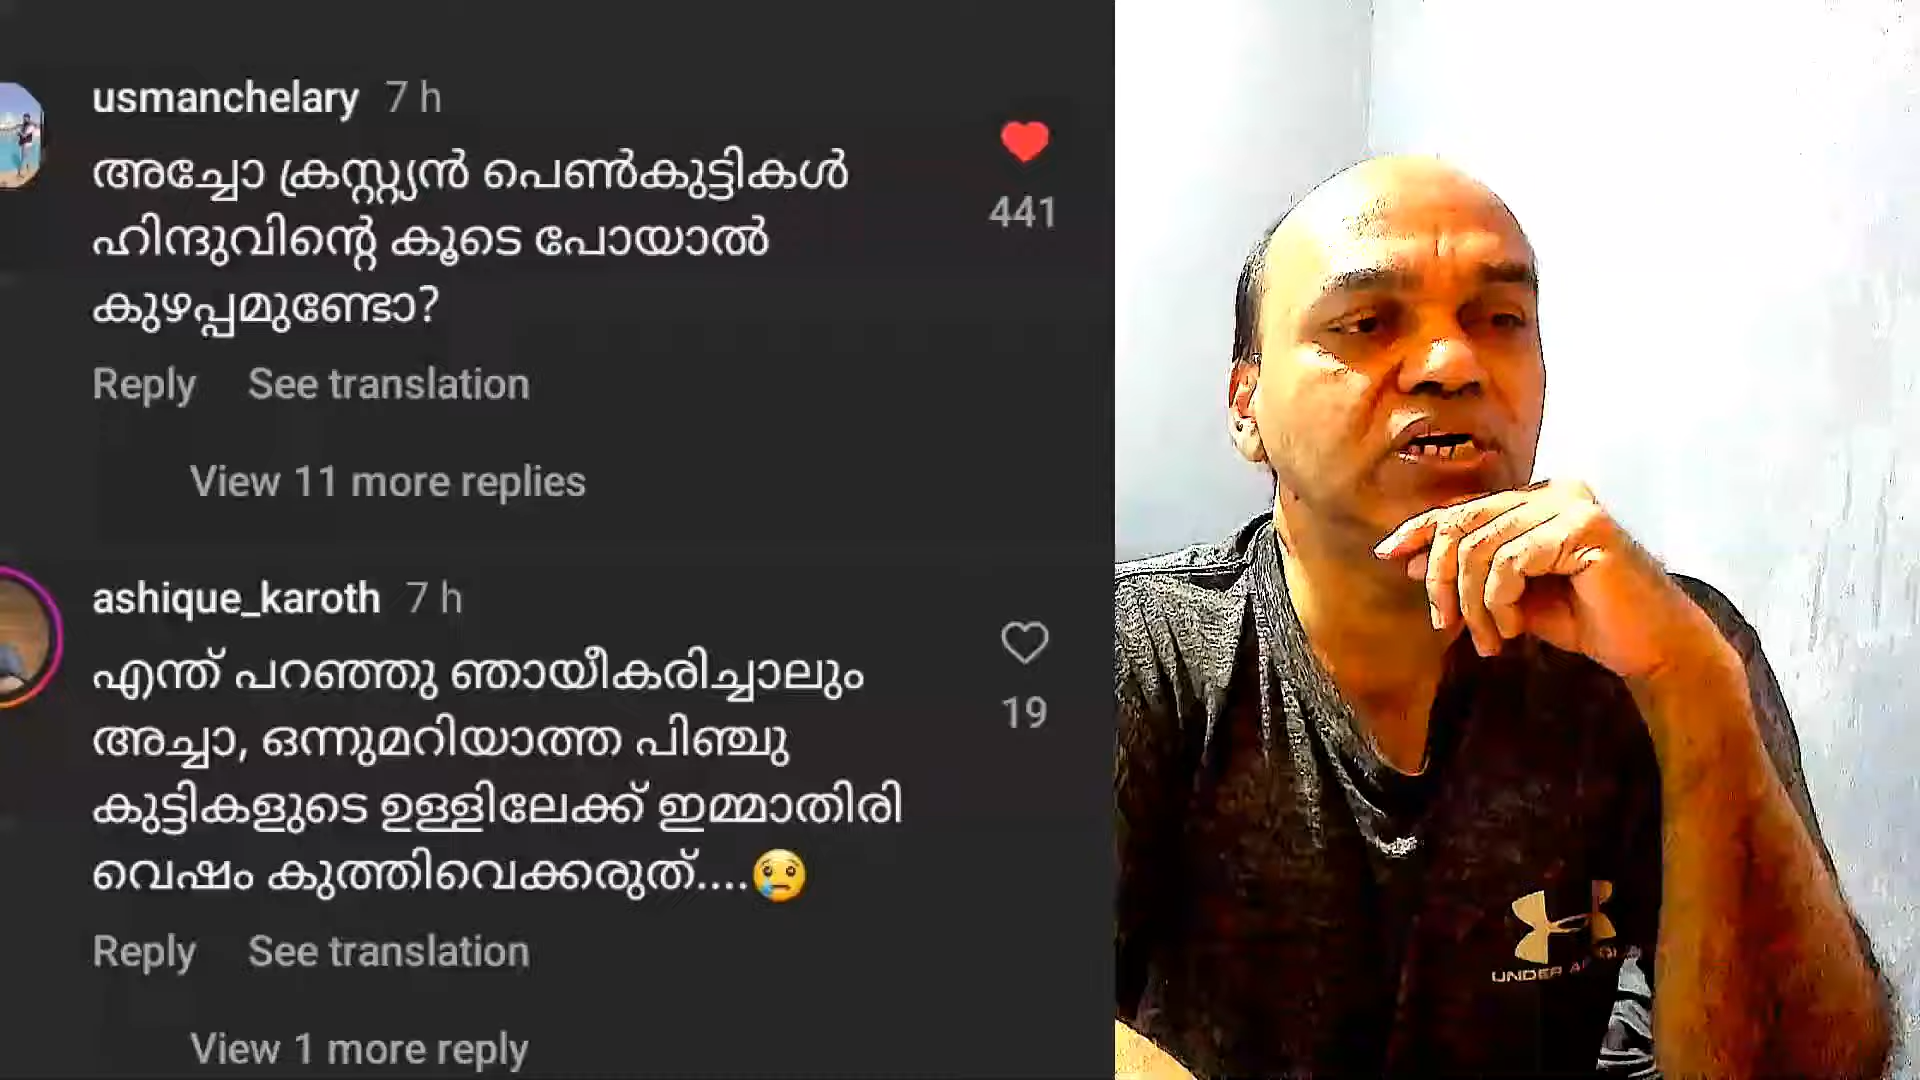 usmanchelary 7 h
അച്ചോ ക്രസ്റ്റ്യൻ പെൺകുട്ടികൾ
ഹിന്ദുവിന്റെ കൂടെ പോയാൽ
കുഴപ്പമുണ്ടോ?
441
Reply See translation
View 11 more replies
ashique_karoth 7 h
എന്ത് പറഞ്ഞു ഞായീകരിച്ചാലും
അച്ചാ, ഒന്നുമറിയാത്ത പിഞ്ചു
കുട്ടികളുടെ ഉള്ളിലേക്ക് ഇമ്മാതിരി
വെഷം കുത്തിവെക്കരുത്....😢
19
Reply See translation
View 1 more reply
UNDER